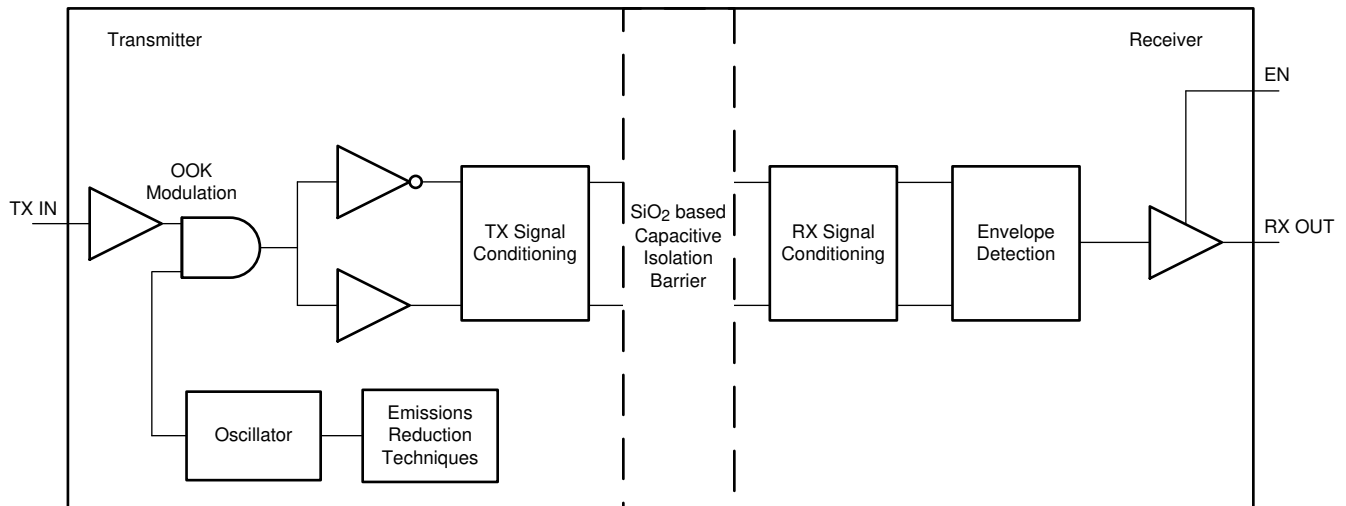 Transmitter
Receiver
EN
OOK
Modulation
TX IN
TX Signal
Conditioning
SiO2 based
Capacitive
Isolation
Barrier
RX Signal
Conditioning
Envelope
Detection
RX OUT
Oscillator
Emissions
Reduction
Techniques